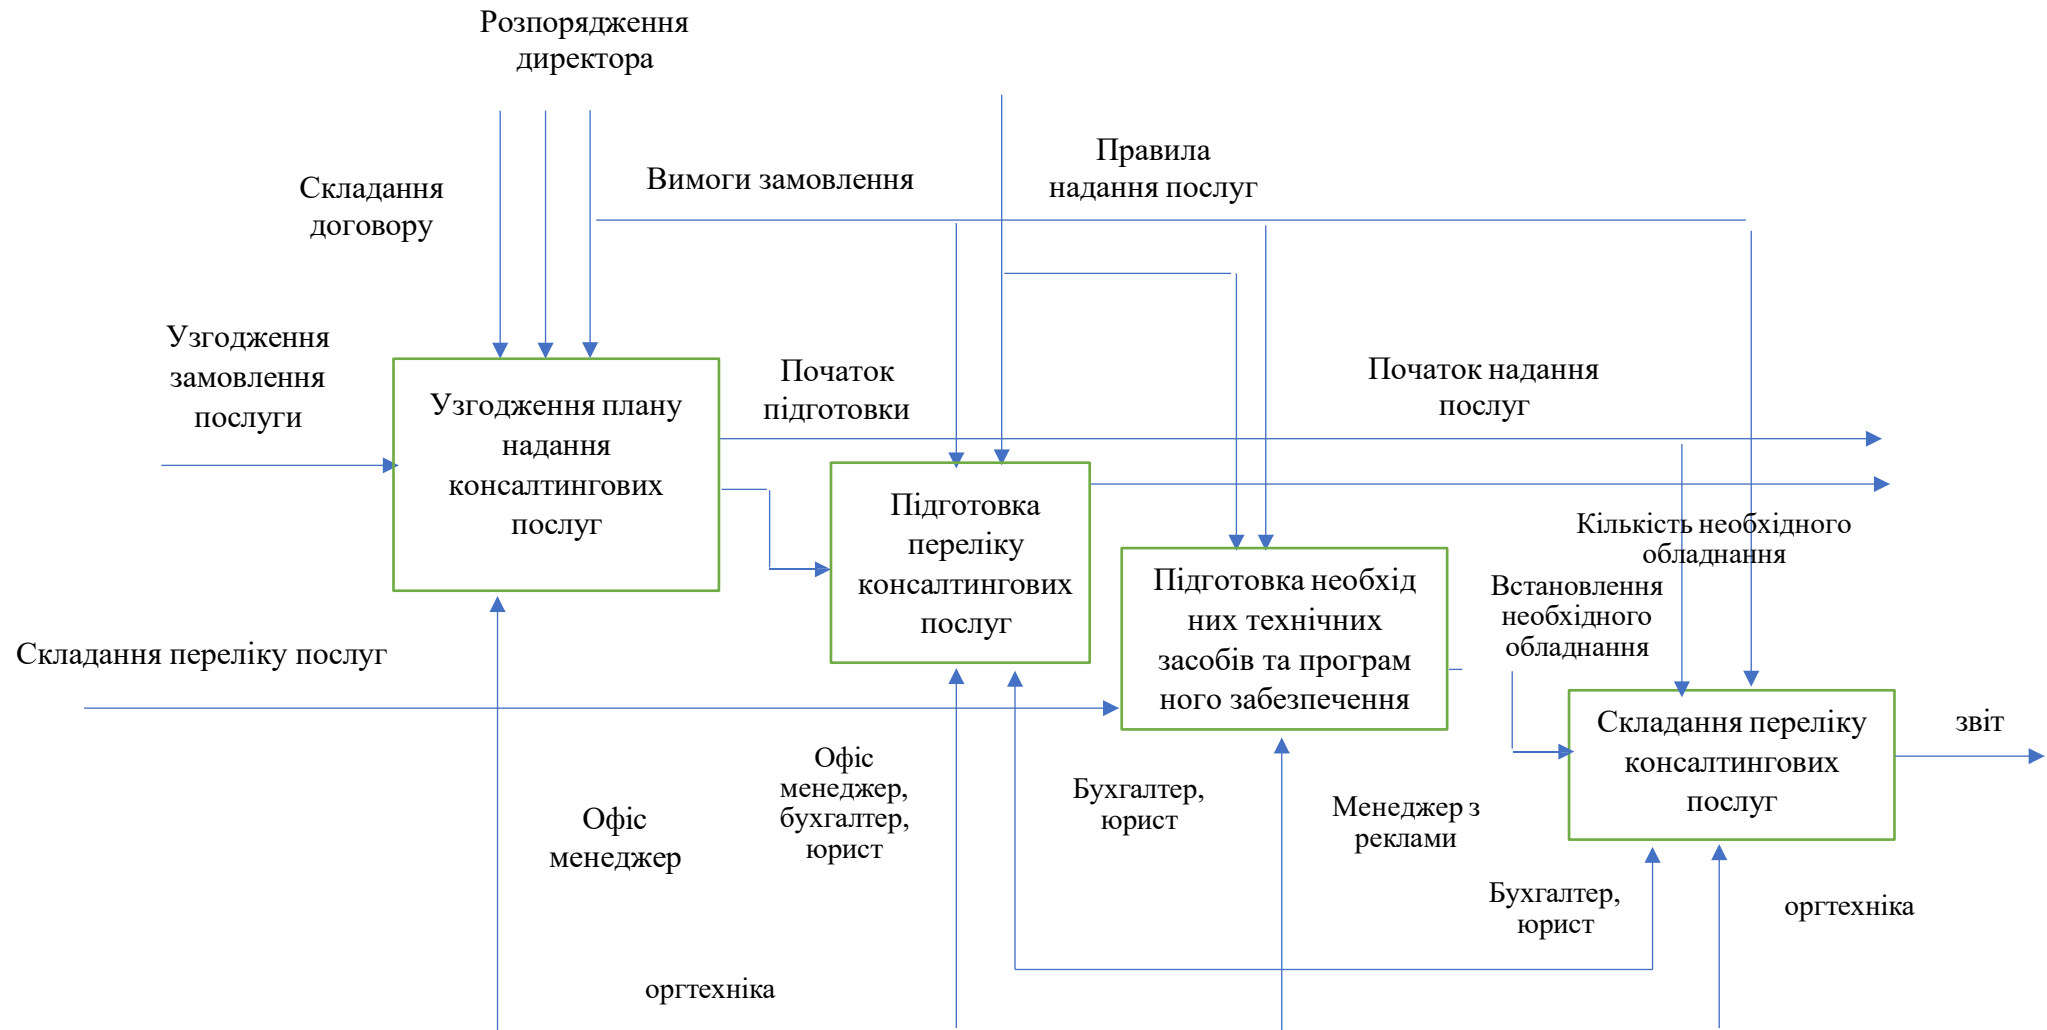 Розпорядження
директора
Складання
договору
Вимоги замовлення
Правила
надання послуг
Узгодження
замовлення
послуги
Узгодження плану
надання
консалтингових
послуг
Початок
підготовки
Початок надання
послуг
Підготовка
переліку
консалтингових
послуг
Кількість необхідного
обладнання
Підготовка необхід
них технічних
засобів та програм
ного забезпечення
Встановлення
необхідного
обладнання
Складання переліку послуг
Складання переліку
консалтингових
послуг
звіт
Офіс
менеджер
Офіс
менеджер,
бухгалтер,
юрист
Бухгалтер,
юрист
Менеджер з
реклами
Бухгалтер,
юрист
оргтехніка
оргтехніка